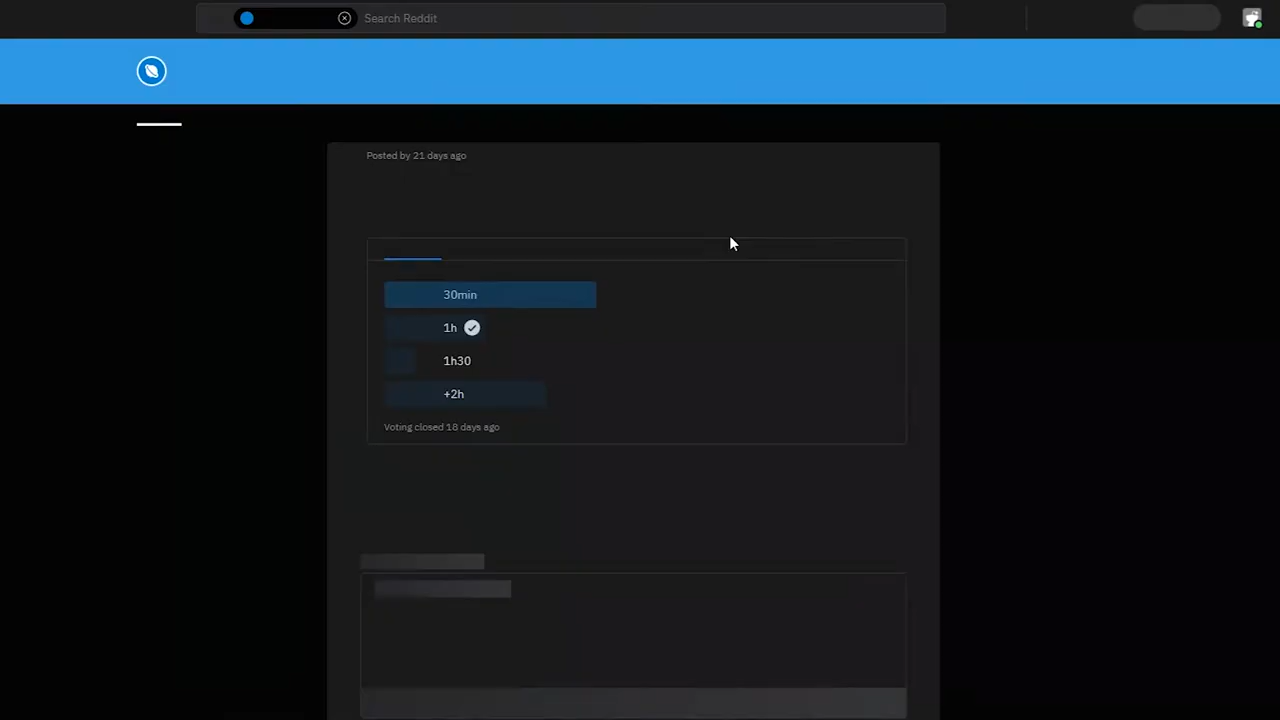 Search Reddit
Posted by 21 days ago
30min
1h
1h30
+2h
Voting closed 18 days ago